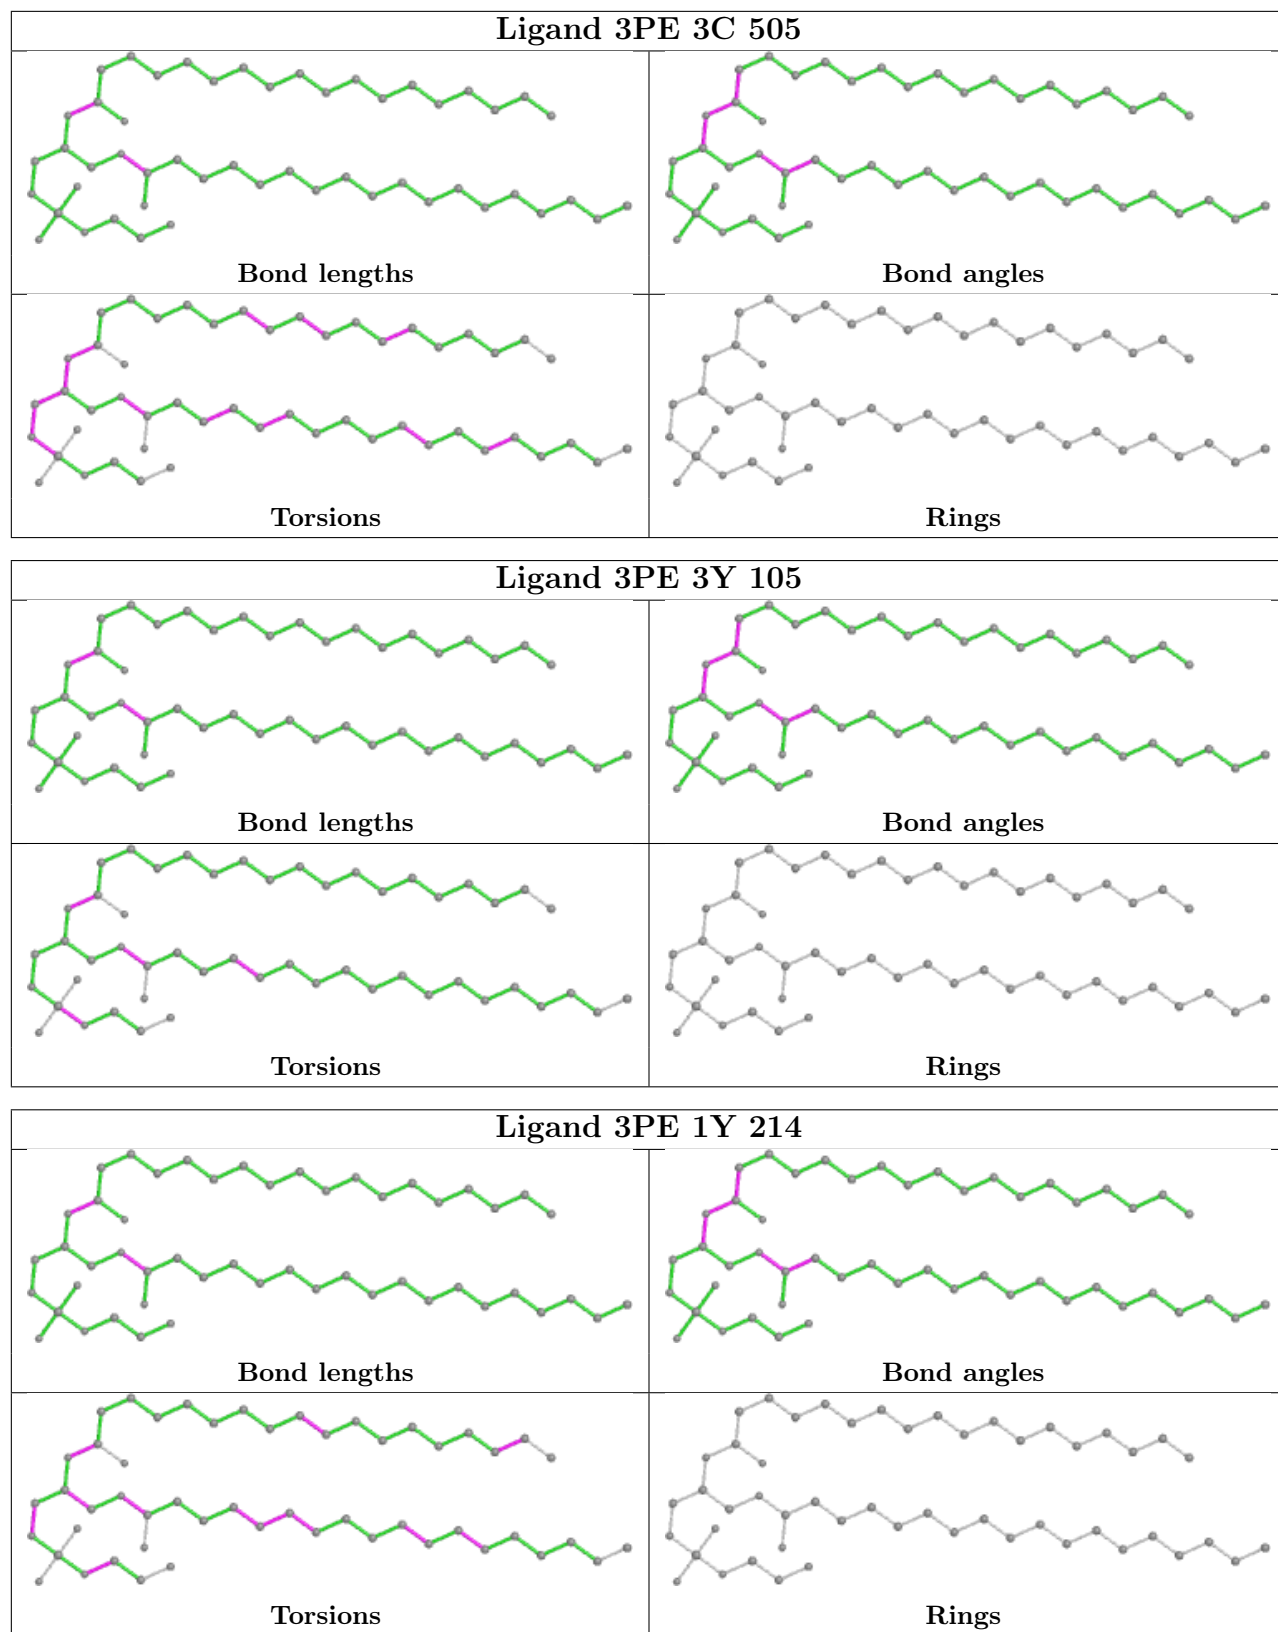 Ligand 3PE 3C 505
Bond lengths
Bond angles
Torsions
Rings
Ligand 3PE 3Y 105
Bond lengths
Bond angles
Torsions
Rings
Ligand 3PE 1Y 214
Bond lengths
Bond angles
Torsions
Rings